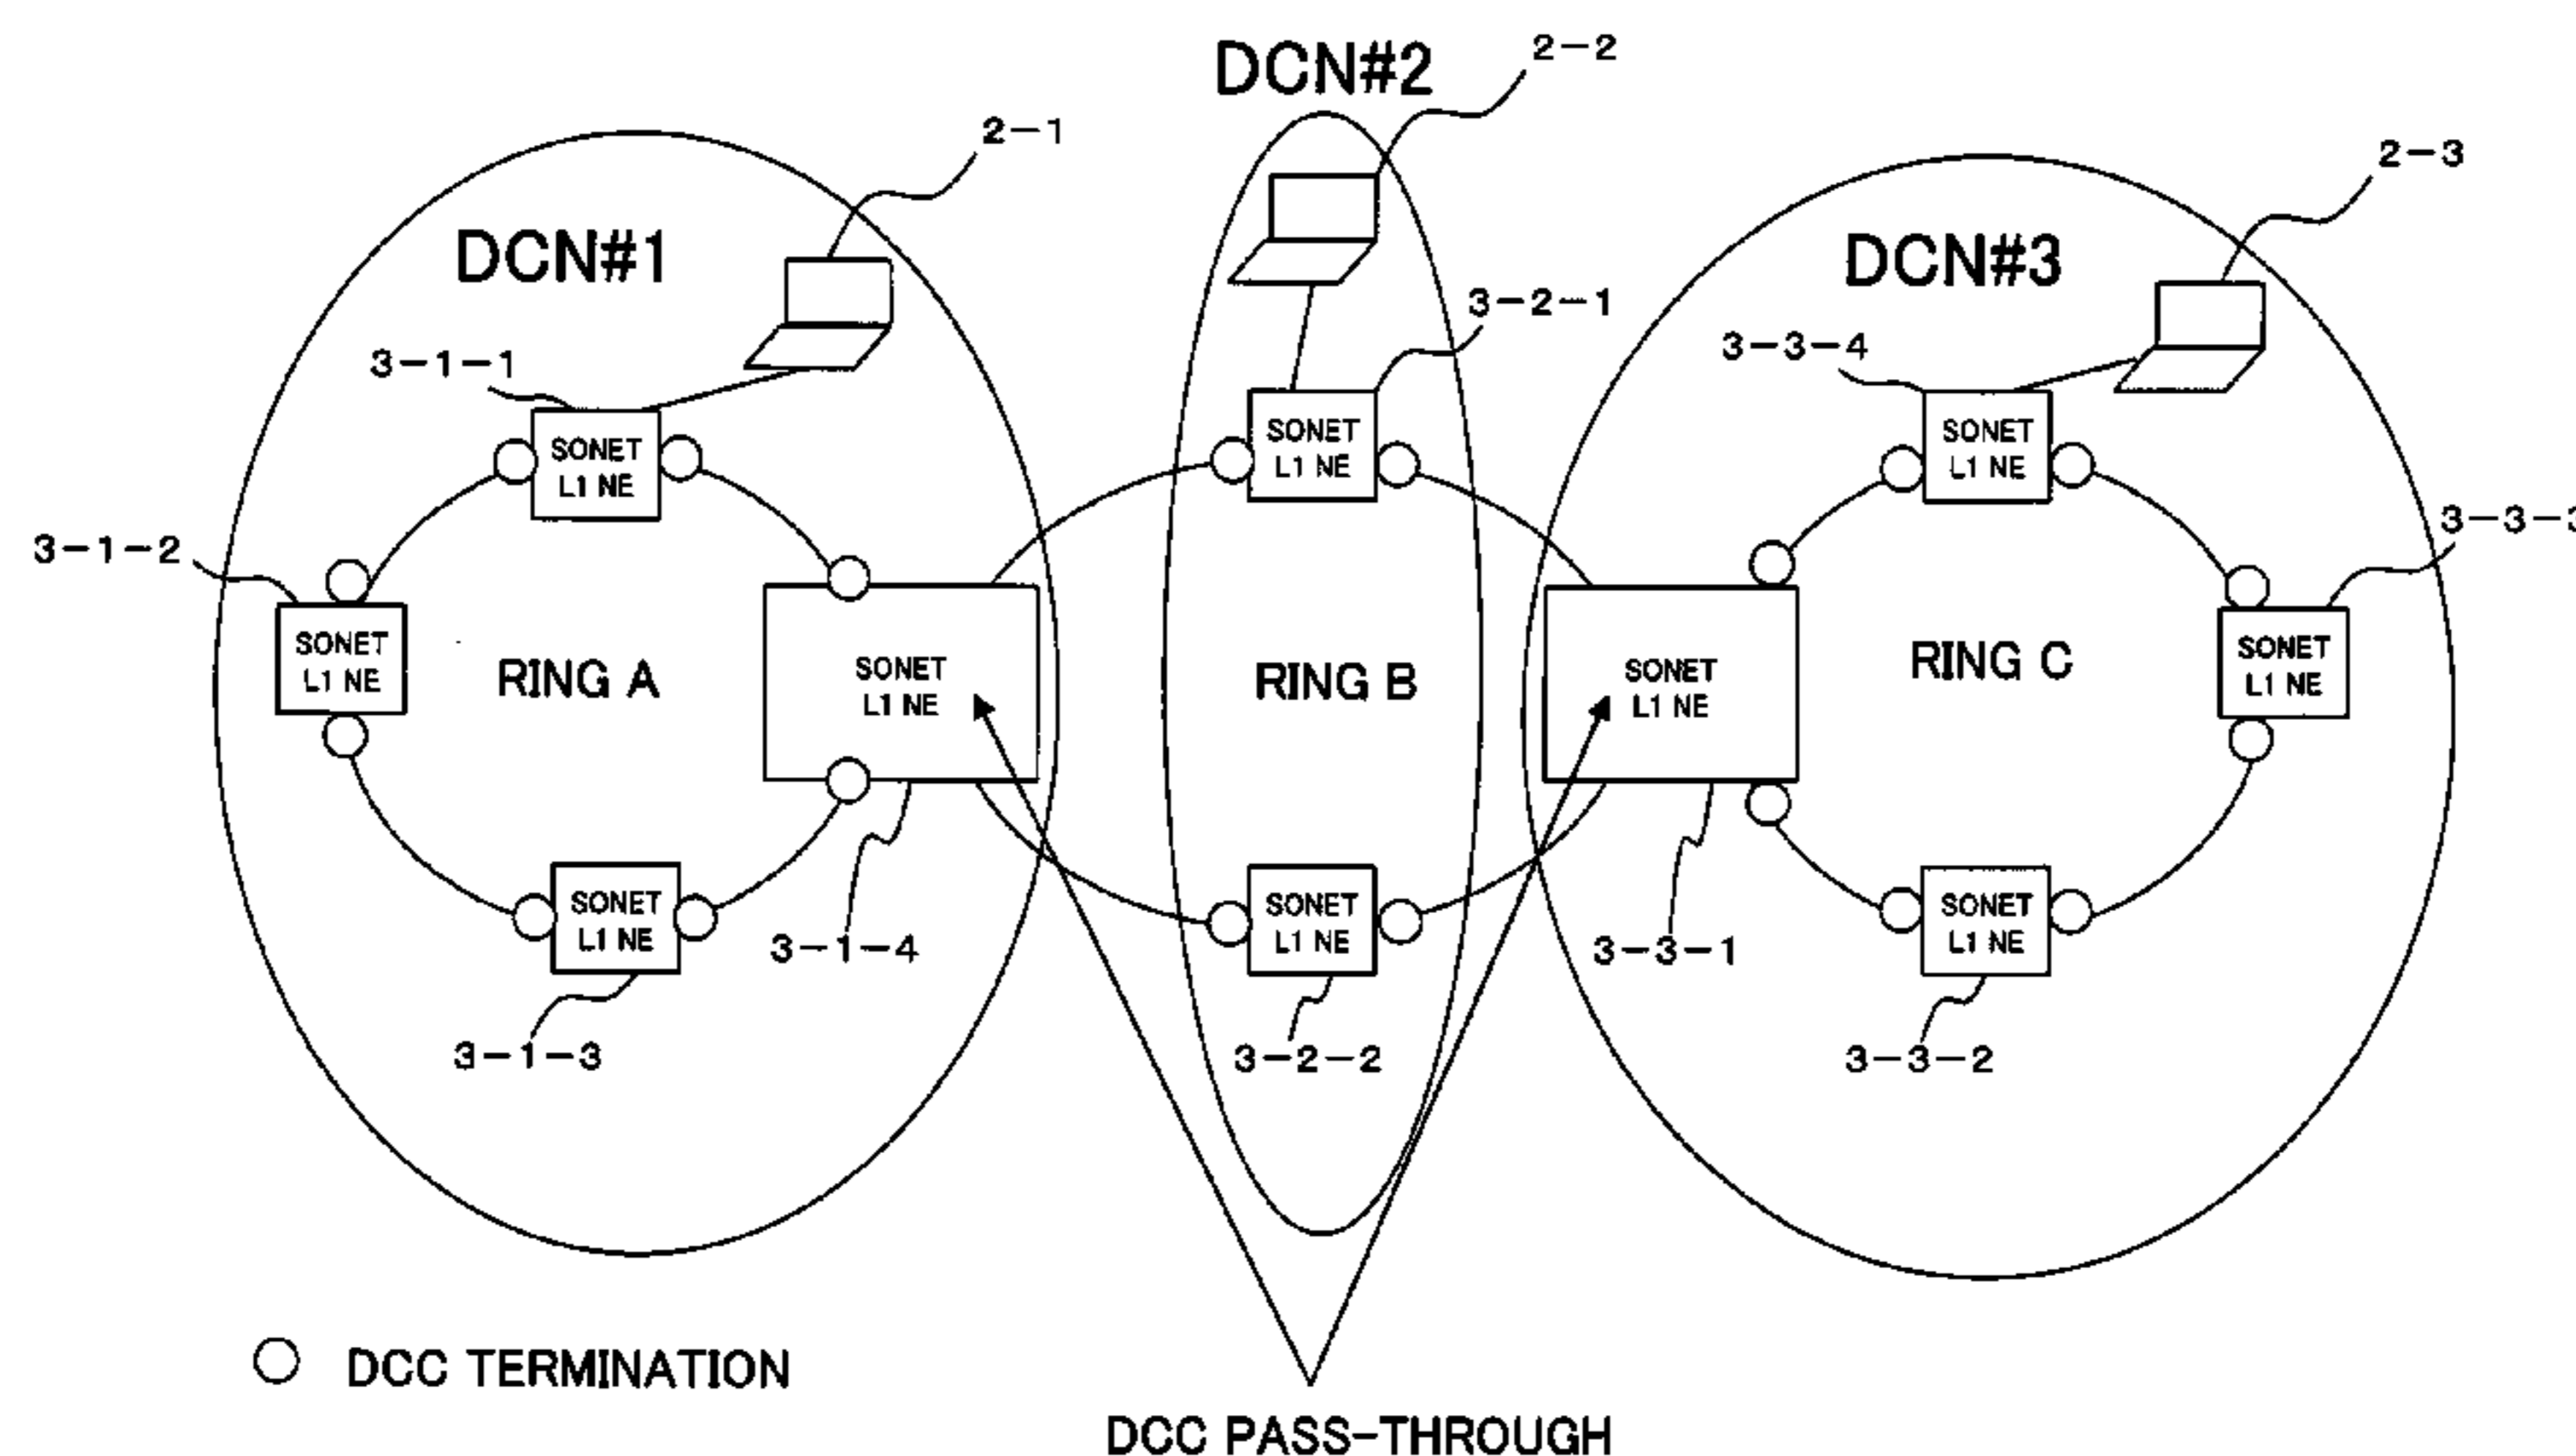 DCN#2
2-2
2-1
2-3
DCN#1
DCN#3
3-2-1
3-1-1
3-3-4
SONET
L1 NE
SONET
L1 NE
SONET
L1 NE
3-1-2
3-3-3
SONET
L1 NE
RING A
SONET
L1 NE
RING B
SONET
L1 NE
RING C
SONET
L1 NE
SONET
L1 NE
SONET
L1 NE
SONET
L1 NE
3-1-4
3-3-1
3-1-3
3-2-2
3-3-2
DCC TERMINATION
DCC PASS-THROUGH